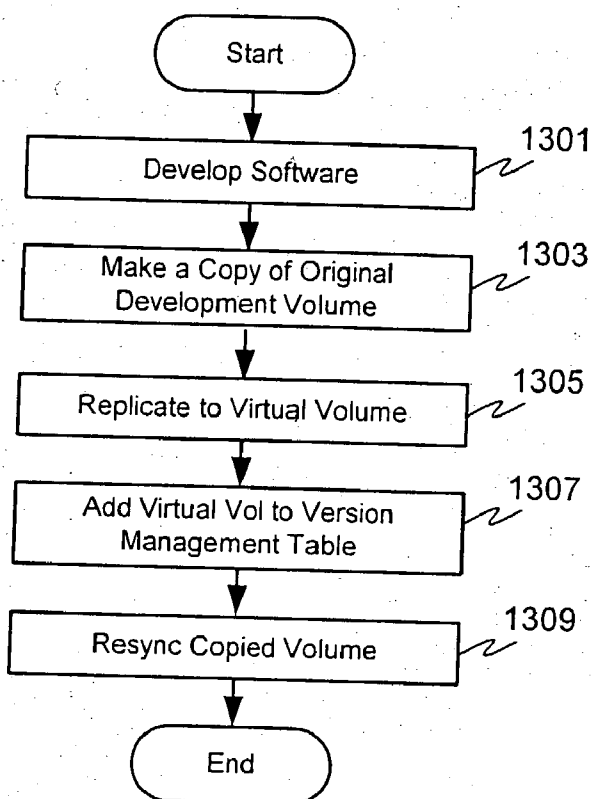 Start
1301
Develop Software
1303
Make a Copy of Original
Development Volume
1305
Replicate to Virtual Volume
1307
Add Virtual Vol to Version
Management Table
1309
Resync Copied Volume
End